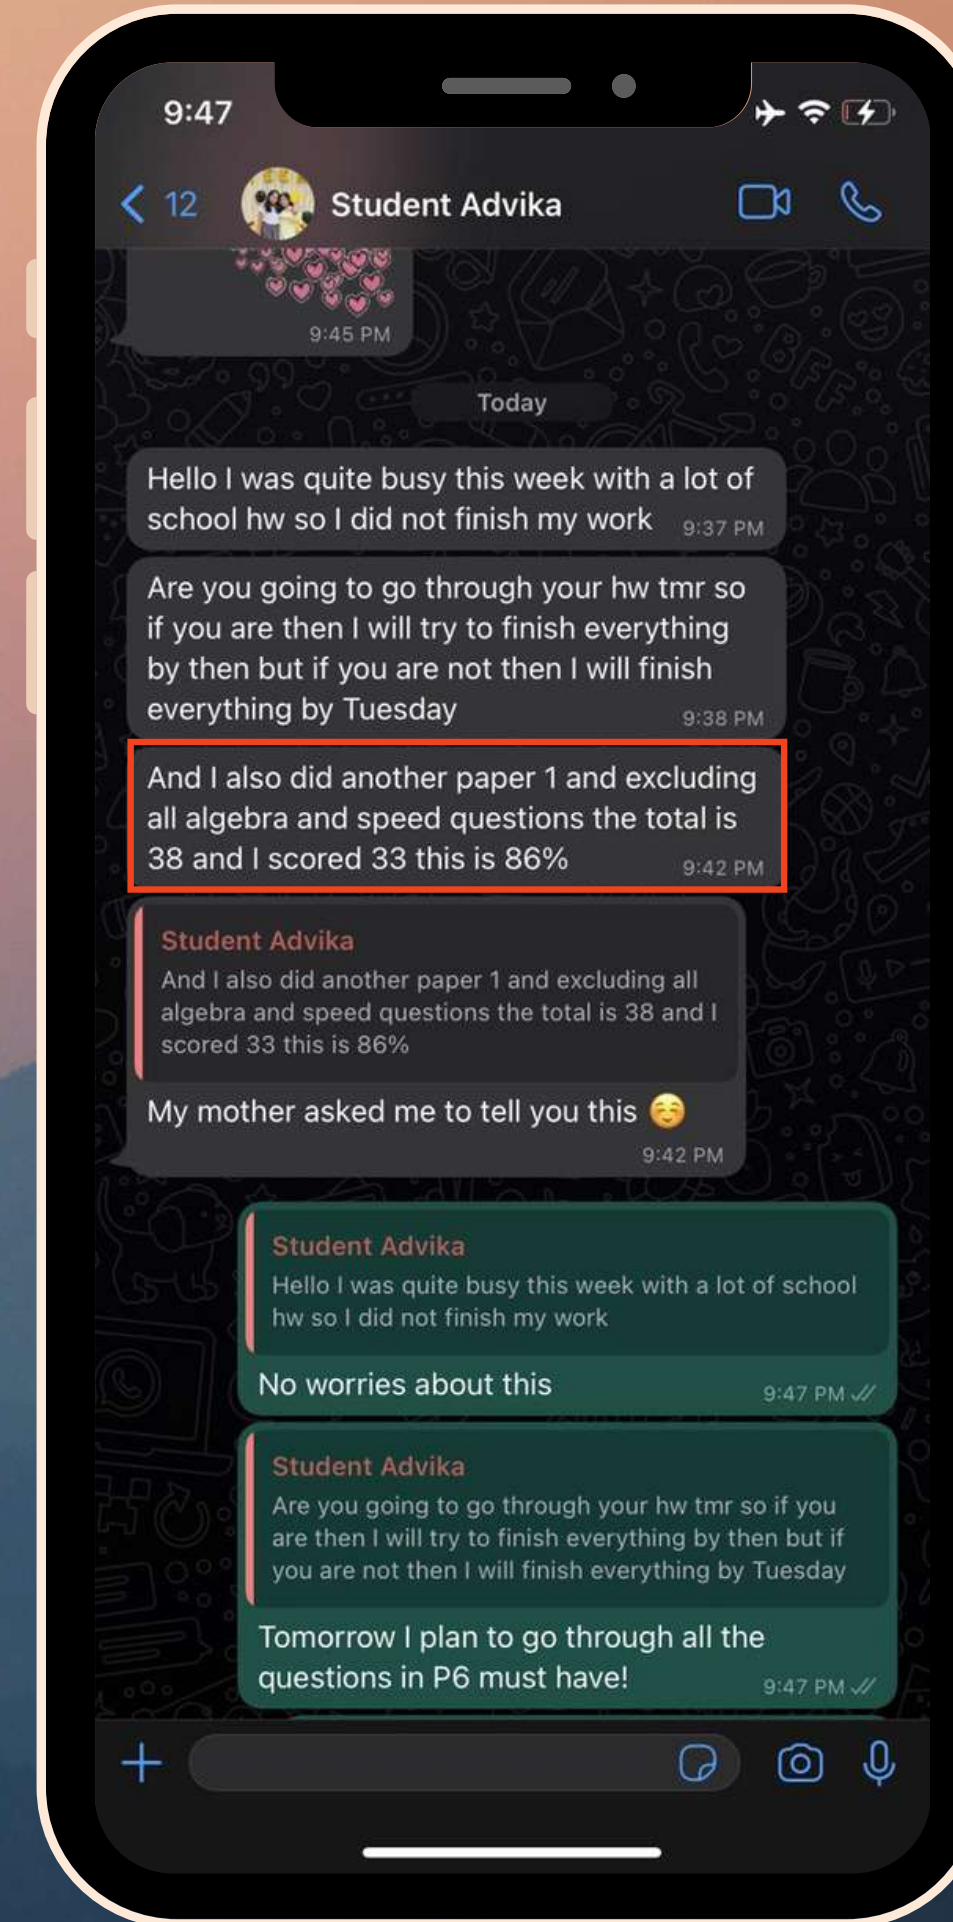 9:47
12
Student Advika
9:45 PM
Today
Hello I was quite busy this week with a lot of
school hw so I did not finish my work 9:37 PM
Are you going to go through your hw tmr so
if you are then I will try to finish everything
by then but if you are not then I will finish
everything by Tuesday 9:38 PM
And I also did another paper 1 and excluding
all algebra and speed questions the total is
38 and I scored 33 this is 86% 9:42 PM
Student Advika
And I also did another paper 1 and excluding all
algebra and speed questions the total is 38 and I
scored 33 this is 86%
My mother asked me to tell you this ☺️
9:42 PM
Student Advika
Hello I was quite busy this week with a lot of school
hw so I did not finish my work
No worries about this 9:47 PM
Student Advika
Are you going to go through your hw tmr so if you
are then I will try to finish everything by then but if
you are not then I will finish everything by Tuesday
Tomorrow I plan to go through all the
questions in P6 must have! 9:47 PM